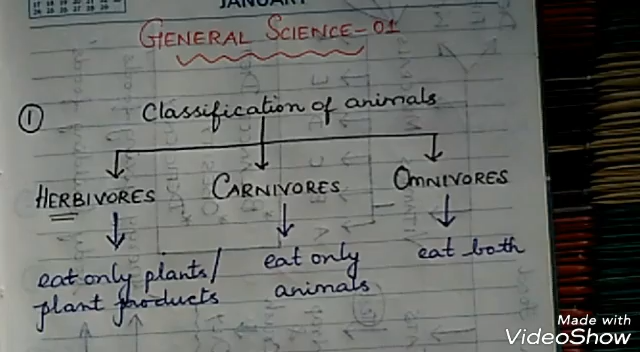 JANUARY
GENERAL SCIENCE-01
① Classification of animals
HERBIVORES CARNIVORES OMNIVORES
eat only plants/ eat only eat both
plant products animals
Made with
VideoShow